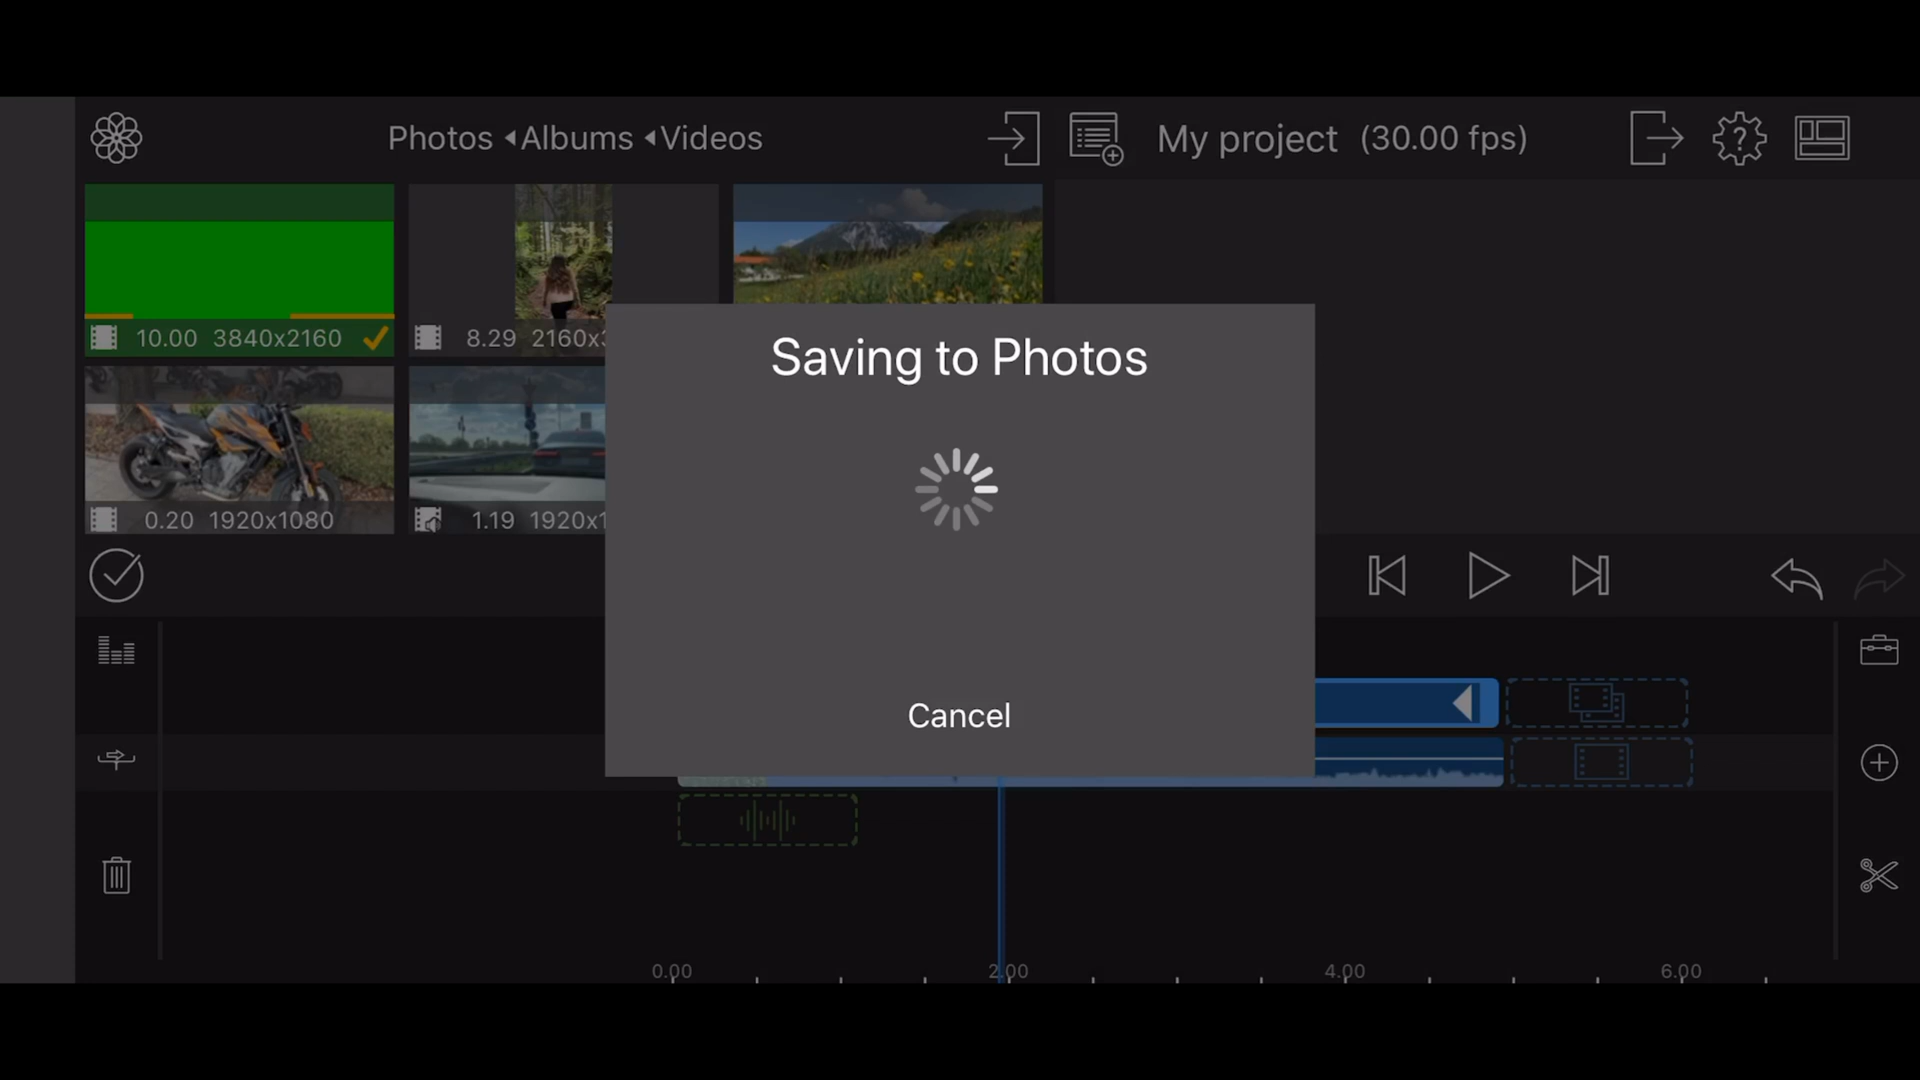 Photos Albums Videos
My project (30.00 fps)
10.00 3840x2160
8.29 2160x
Saving to Photos
0.20 1920x1080
1.19 1920x1
Cancel
0.00 2.00 4.00 6.00